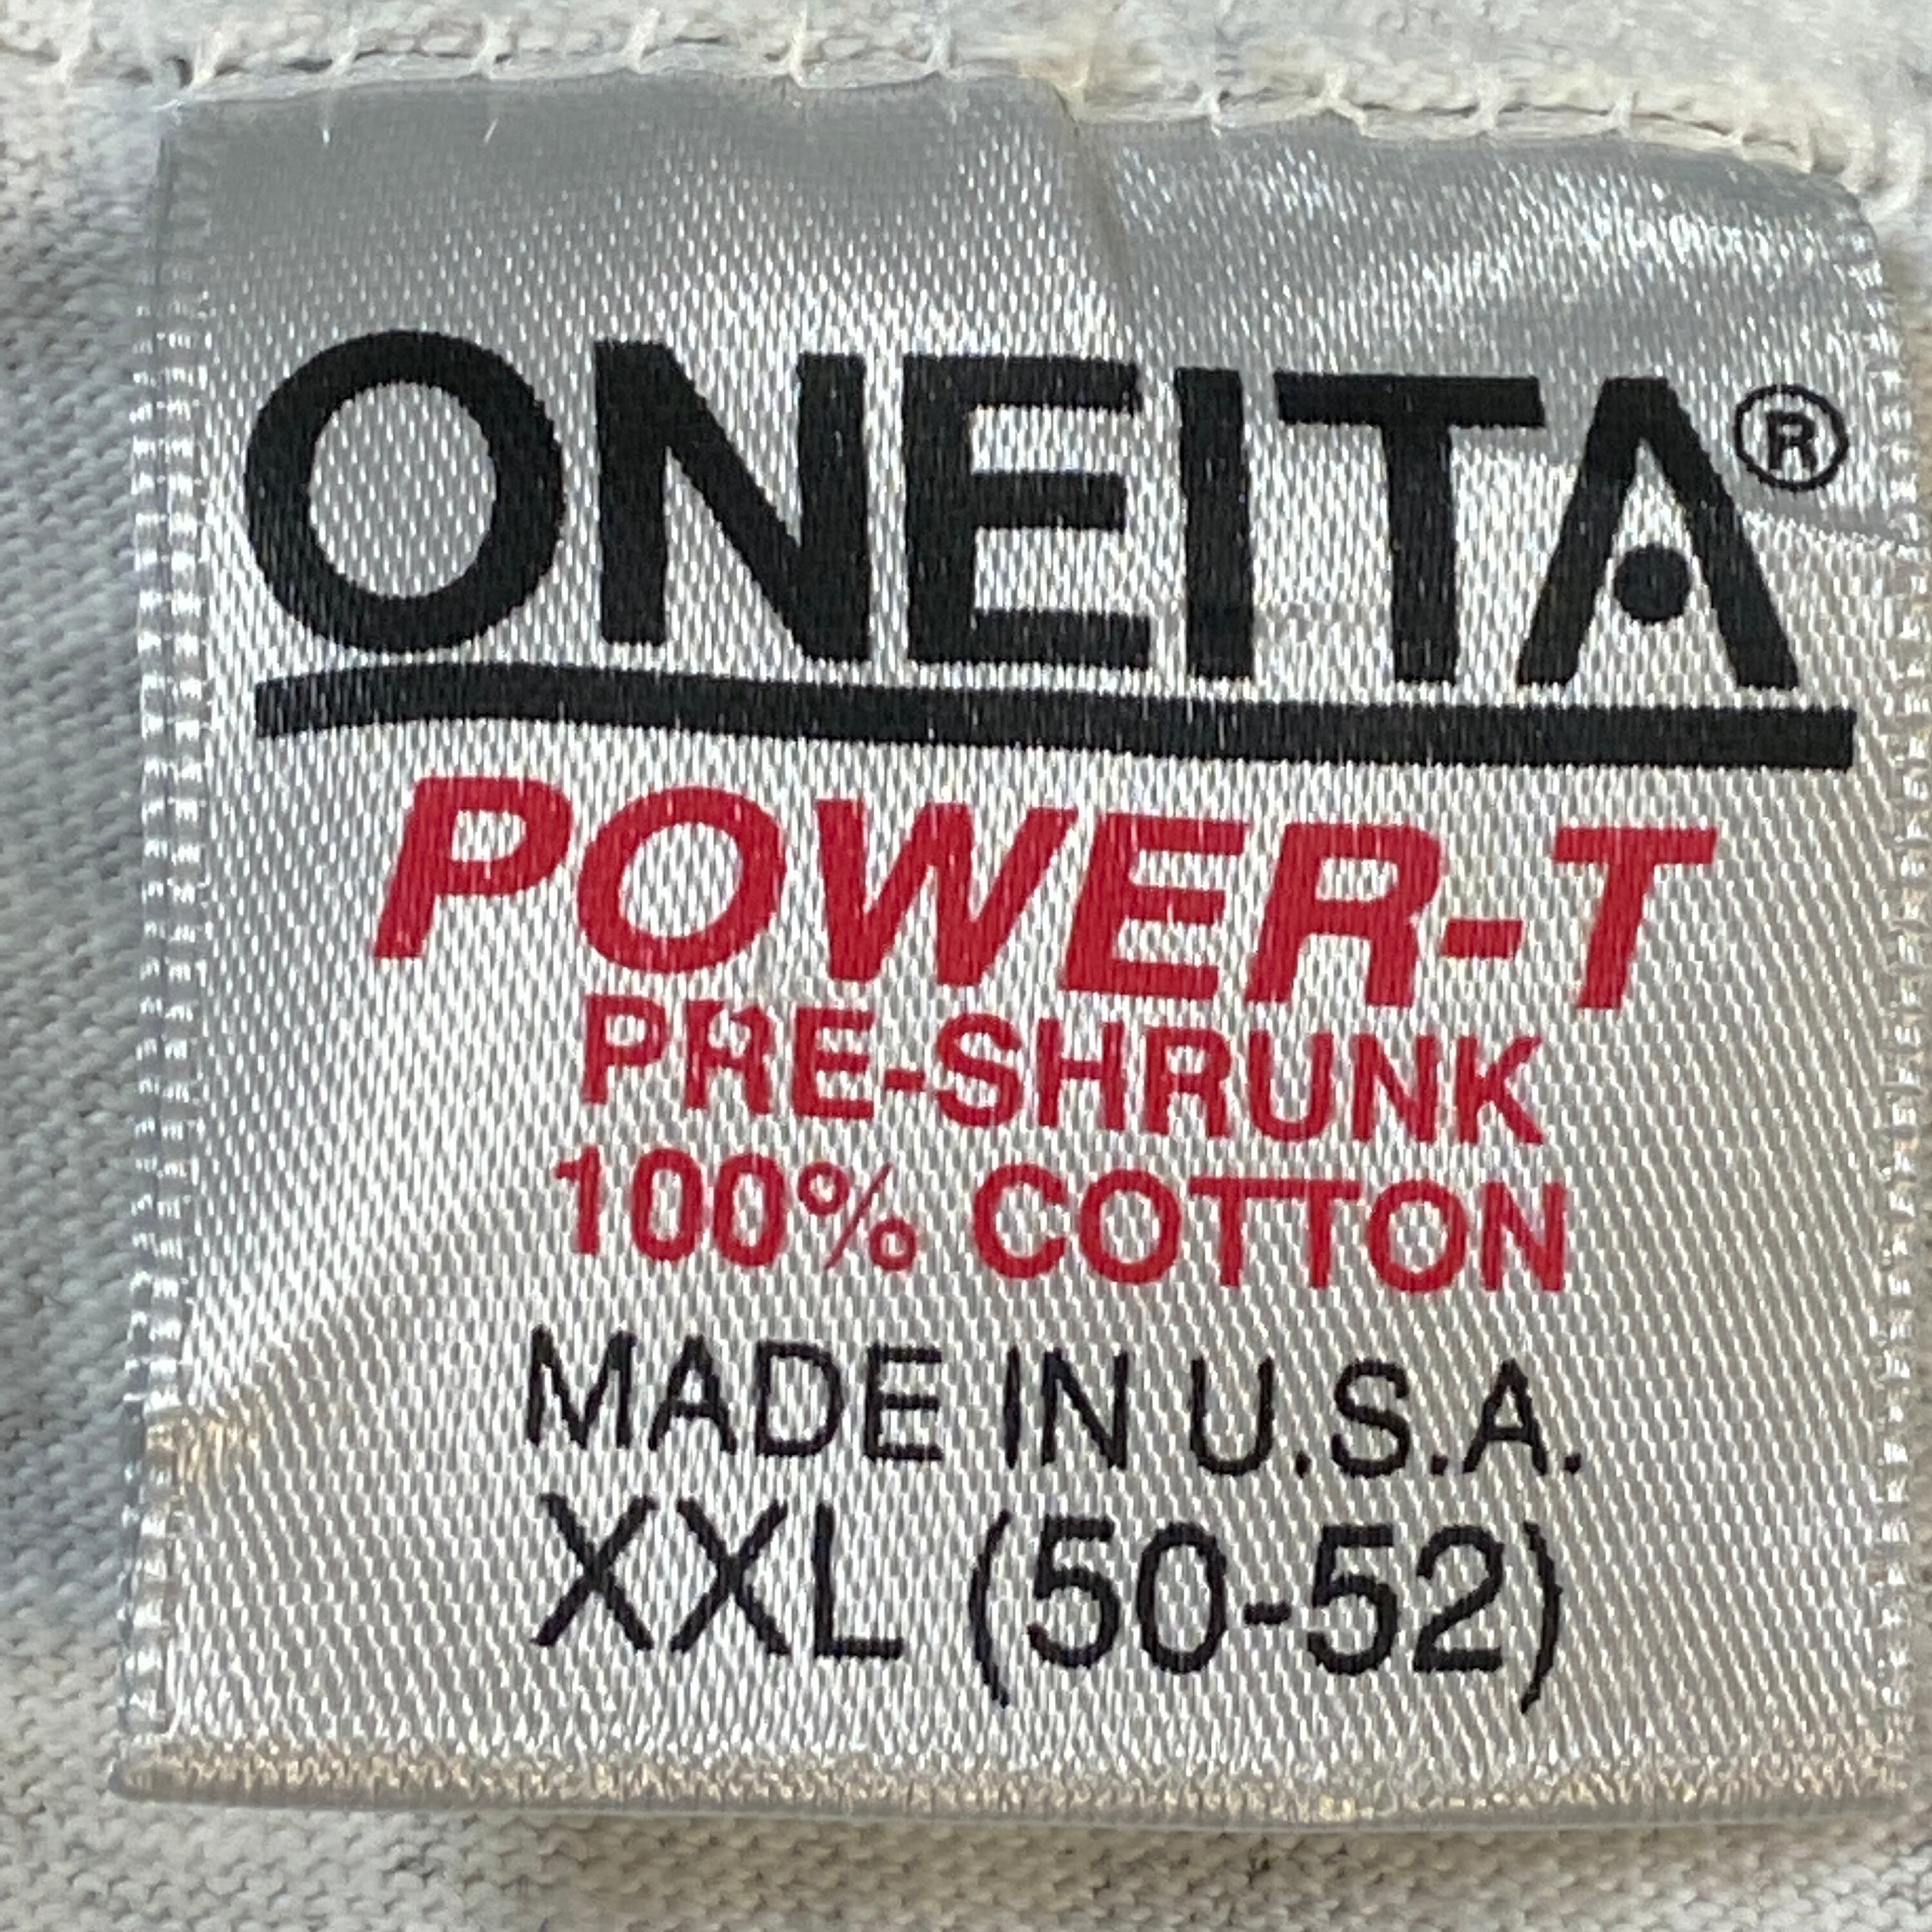 ONEITA®
POWER-T
PRE-SHRUNK
100% COTTON
MADE IN U.S.A.
XXL (50-52)